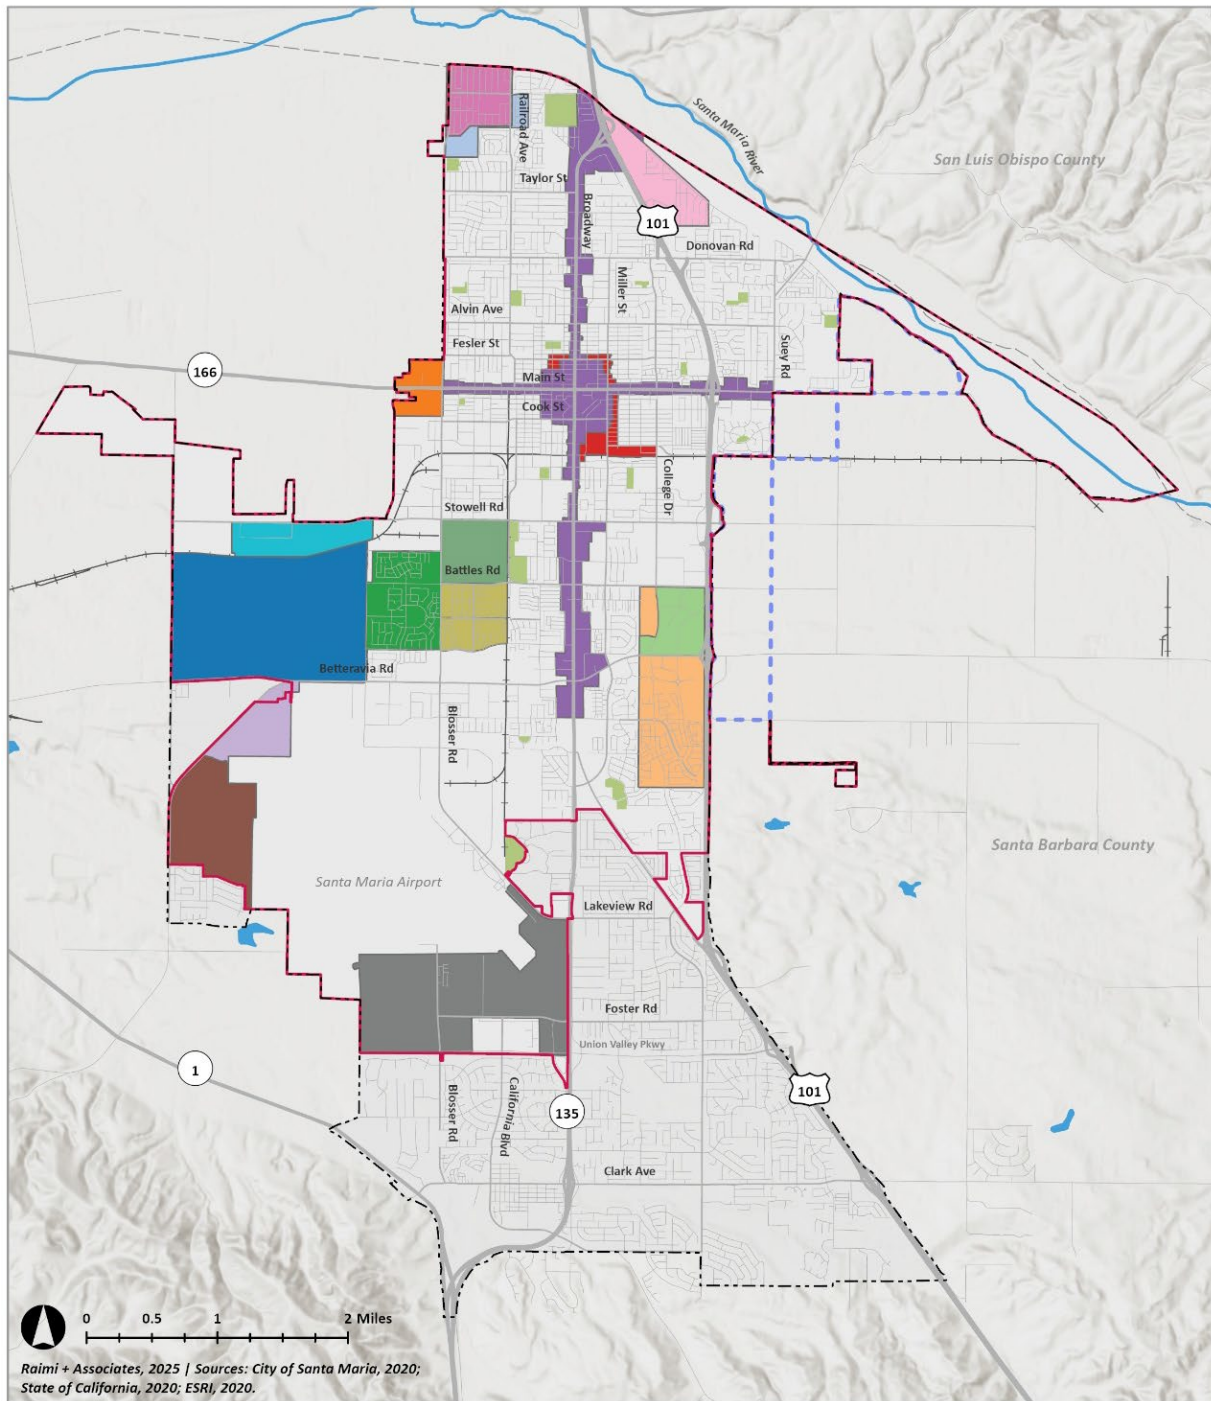 Santa Maria River
San Luis Obispo County
Railroad Ave
Taylor St
Broadway
101
Donovan Rd
Miller St
Alvin Ave
Fesler St
Suey Rd
166
Main St
Cook St
College Dr
Stowell Rd
Battles Rd
Betteravia Rd
Blosser Rd
Santa Barbara County
Santa Maria Airport
Lakeview Rd
Foster Rd
Union Valley Pkwy
1
101
Blosser Rd
California Blvd
135
Clark Ave
0 0.5 1 2 Miles
Raimi + Associates, 2025 | Sources: City of Santa Maria, 2020;
State of California, 2020; ESRI, 2020.